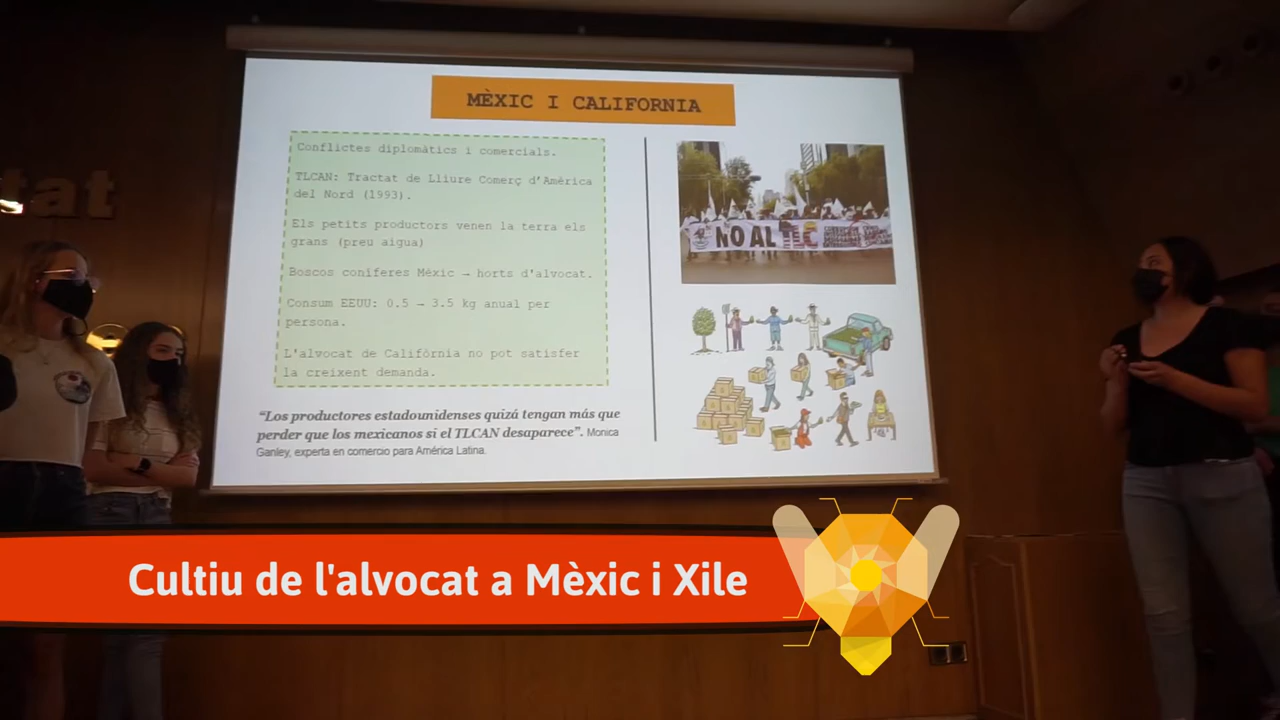 tat
MÈXIC I CALIFORNIA
Conflictes diplomàtics i comercials.
TLCAN: Tractat de Lliure Comerç d'Amèrica
del Nord (1993).
Els petits productors venen la terra els
grans (preu aigua)
Boscos coníferes Mèxic → horts d'alvocat.
Consum EEUU: 0.5 → 3.5 kg anual per
persona.
L'alvocat de Califòrnia no pot satisfer
la creixent demanda.
“Los productores estadounidenses quizá tengan más que
perder que los mexicanos si el TLCAN desaparece”. Monica
Ganley, experta en comercio para América Latina.
NO AL TLC
Cultiu de l'alvocat a Mèxic i Xile